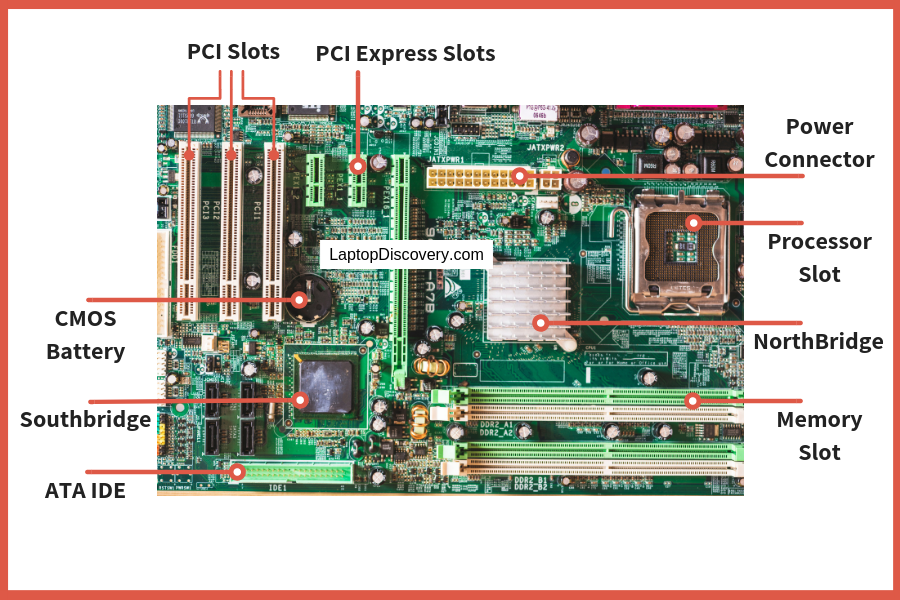 PCI Slots
PCI Express Slots
Power
Connector
Processor
Slot
NorthBridge
Memory
Slot
CMOS
Battery
Southbridge
ATA IDE
LaptopDiscovery.com
JATXPWR1
JATXPWR2
PCI3
PCI2
PCI1
DDR2_A1
DDR2_A2
DDR2_B1
DDR2_B2
IDE1